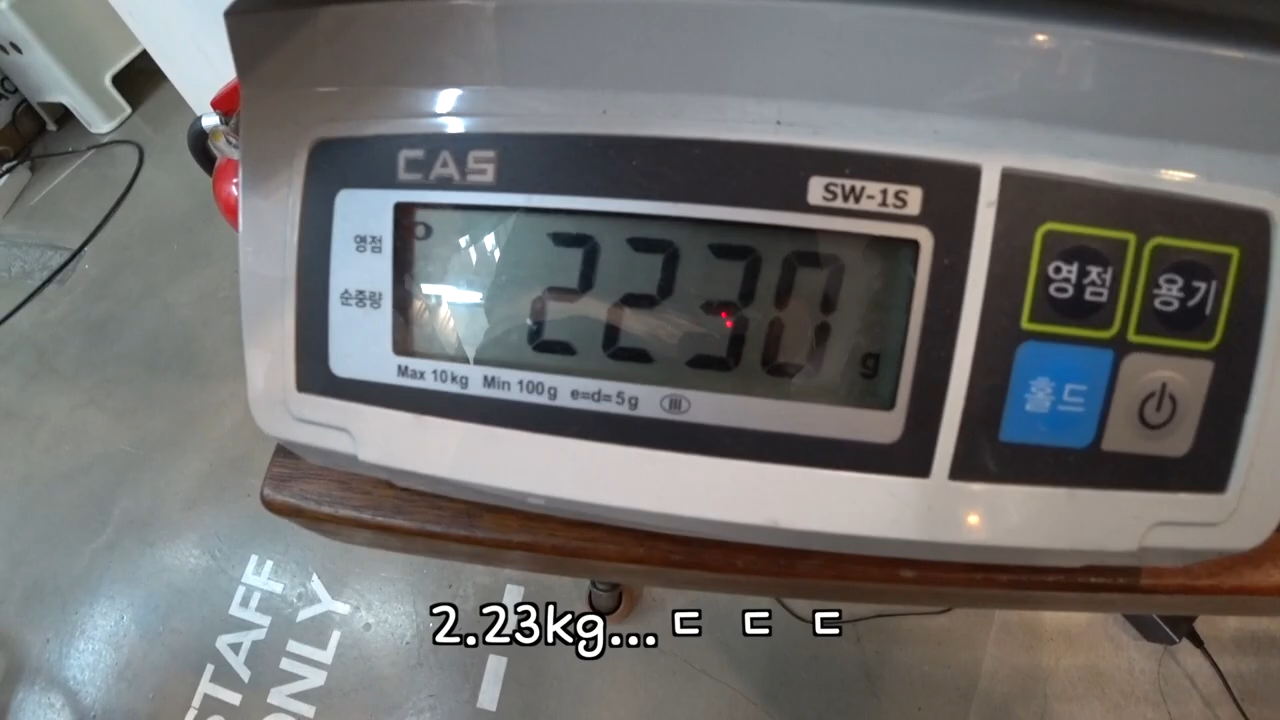 CAS
SW-1S
영점
순중량
2230 g
Max 10kg Min 100g e=d=5g III
영점
용기
홀드
STAFF
ONLY
2.23kg...ㄷ ㄷ ㄷ